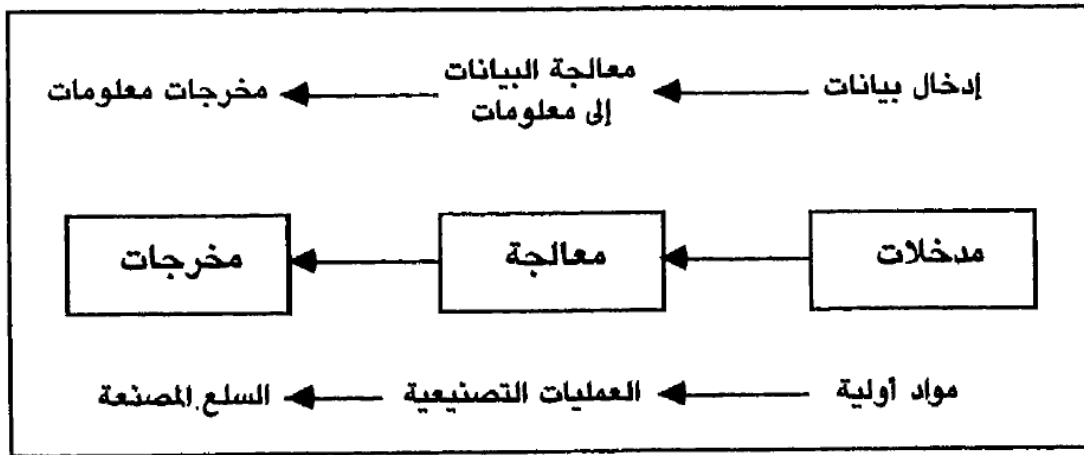 إدخال بيانات
معالجة البيانات
إلى معلومات
مخرجات معلومات
مدخلات
معالجة
مخرجات
مواد أولية
العمليات التصنيعية
السلع المصنعة